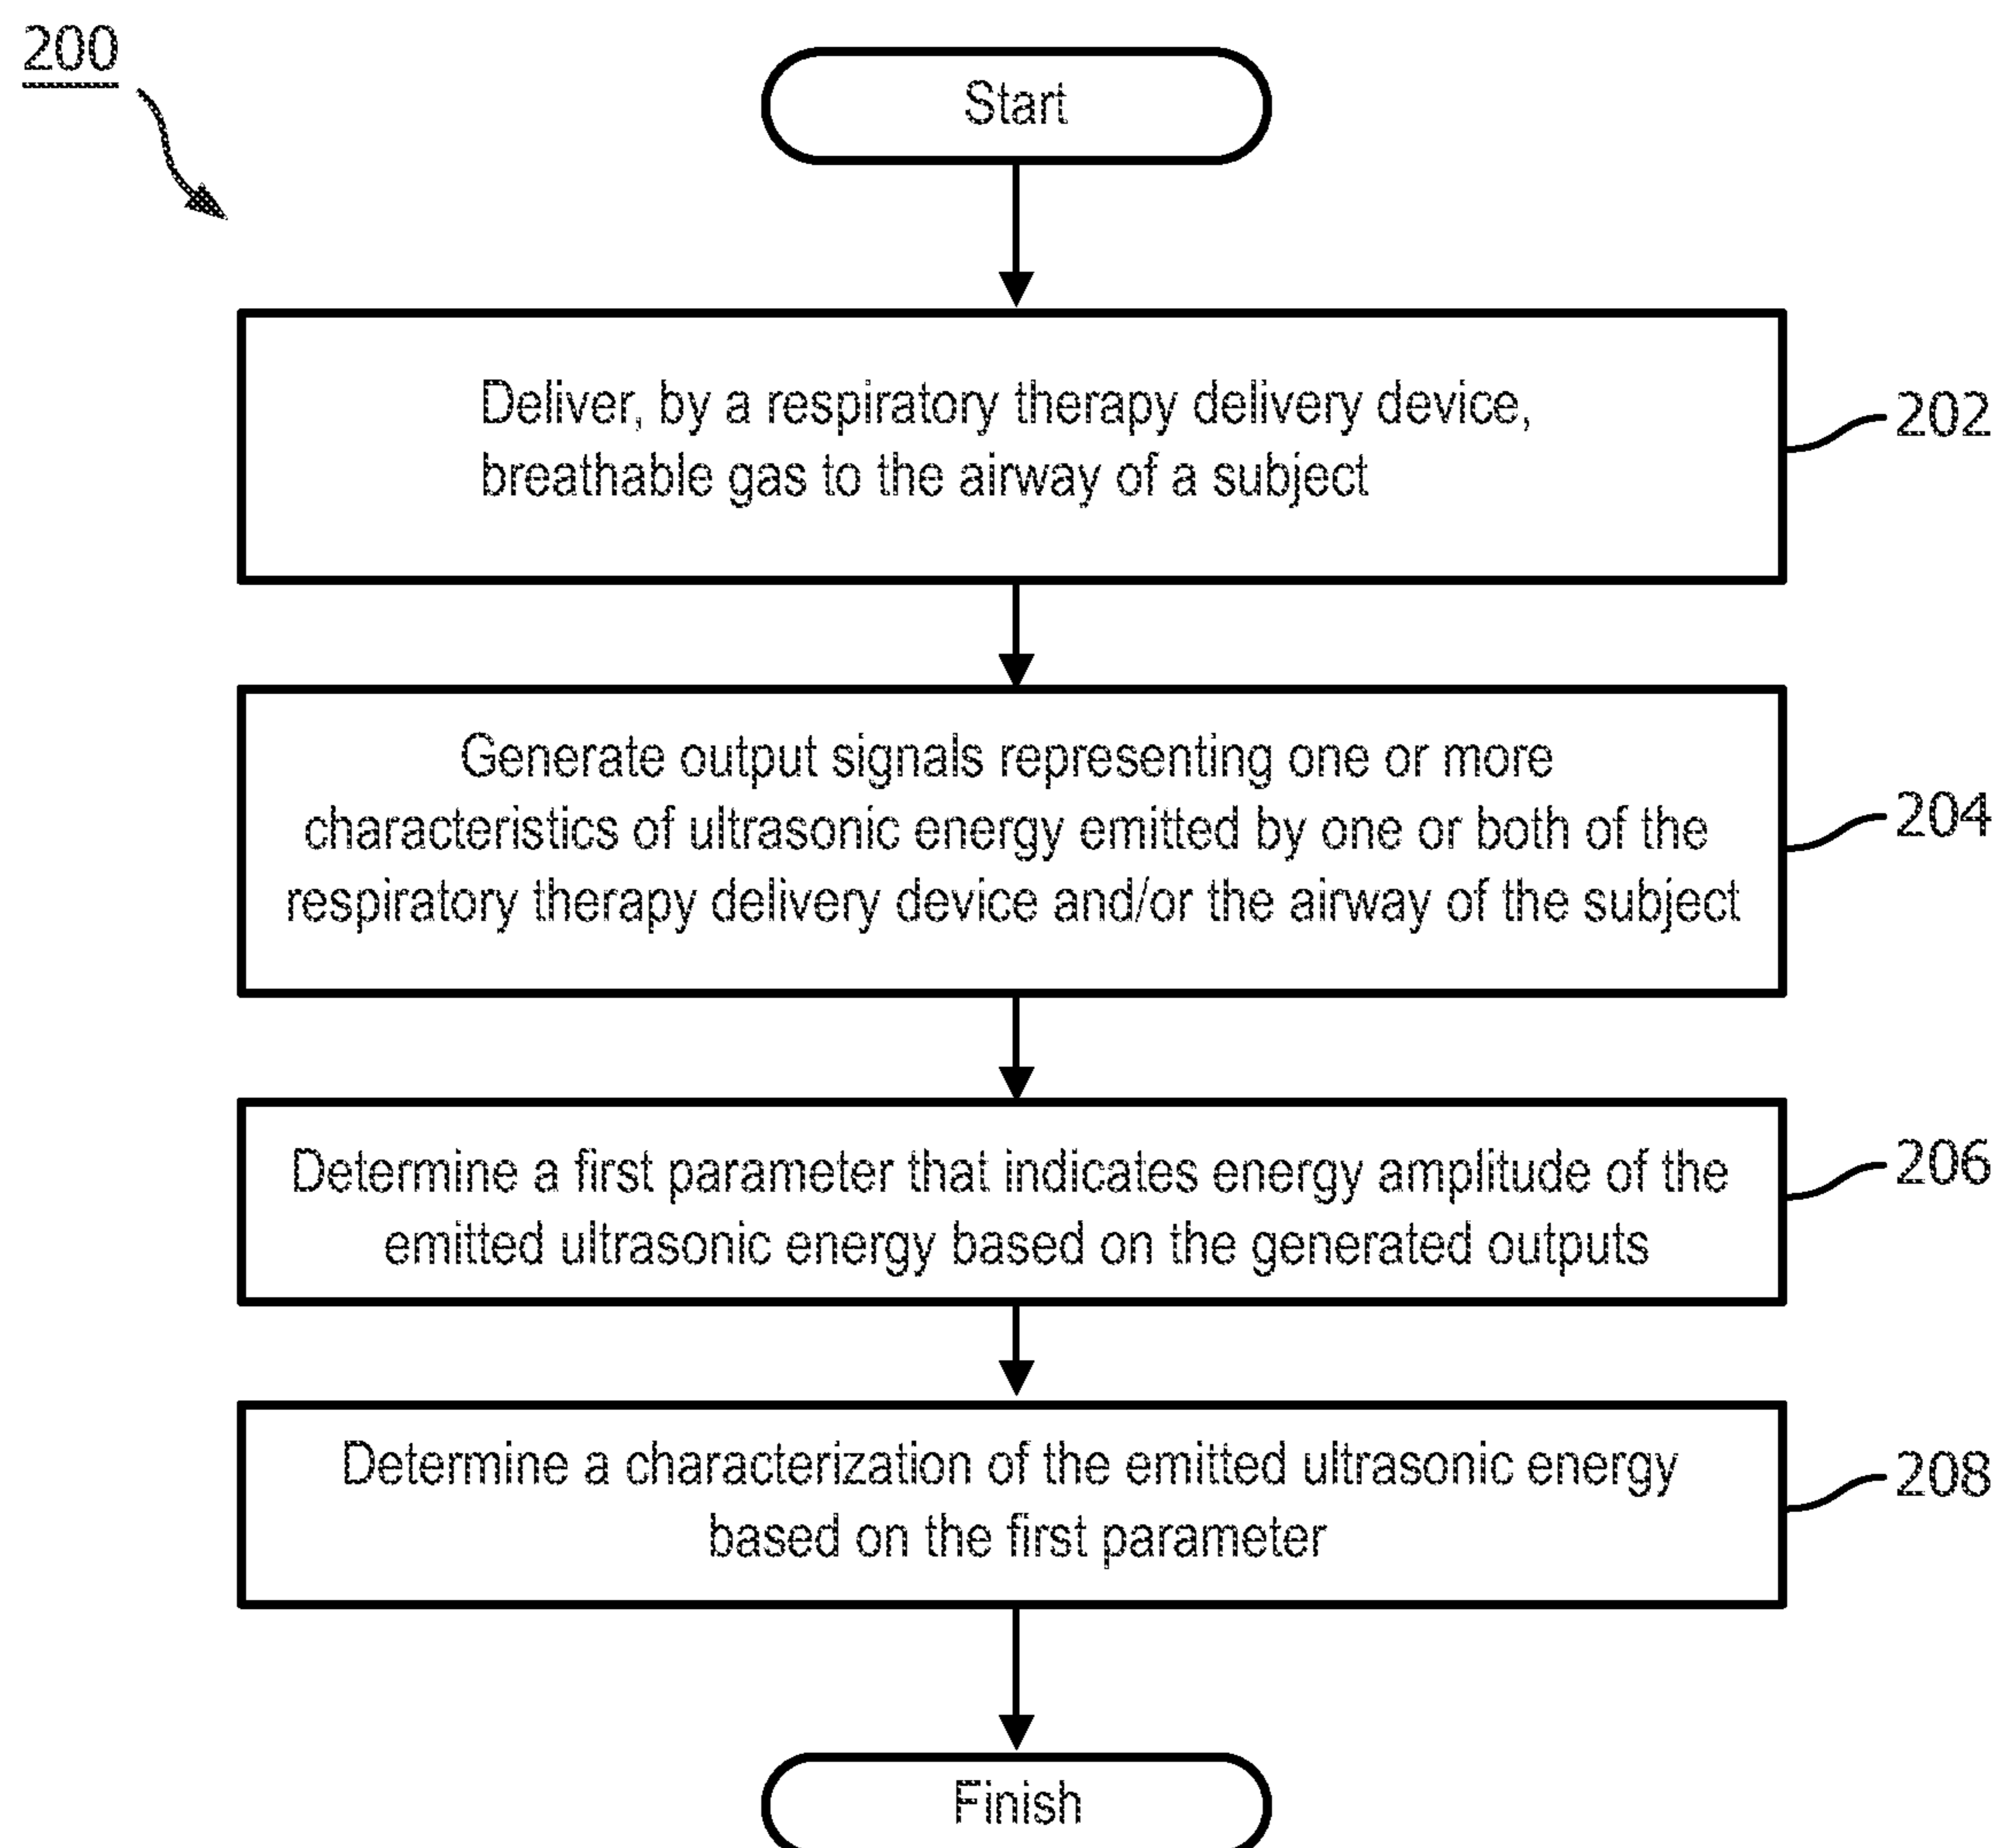 200
Start
Deliver, by a respiratory therapy delivery device,
breathable gas to the airway of a subject
202
Generate output signals representing one or more
characteristics of ultrasonic energy emitted by one or both of the
respiratory therapy delivery device and/or the airway of the subject
204
Determine a first parameter that indicates energy amplitude of the
emitted ultrasonic energy based on the generated outputs
206
Determine a characterization of the emitted ultrasonic energy
based on the first parameter
208
Finish